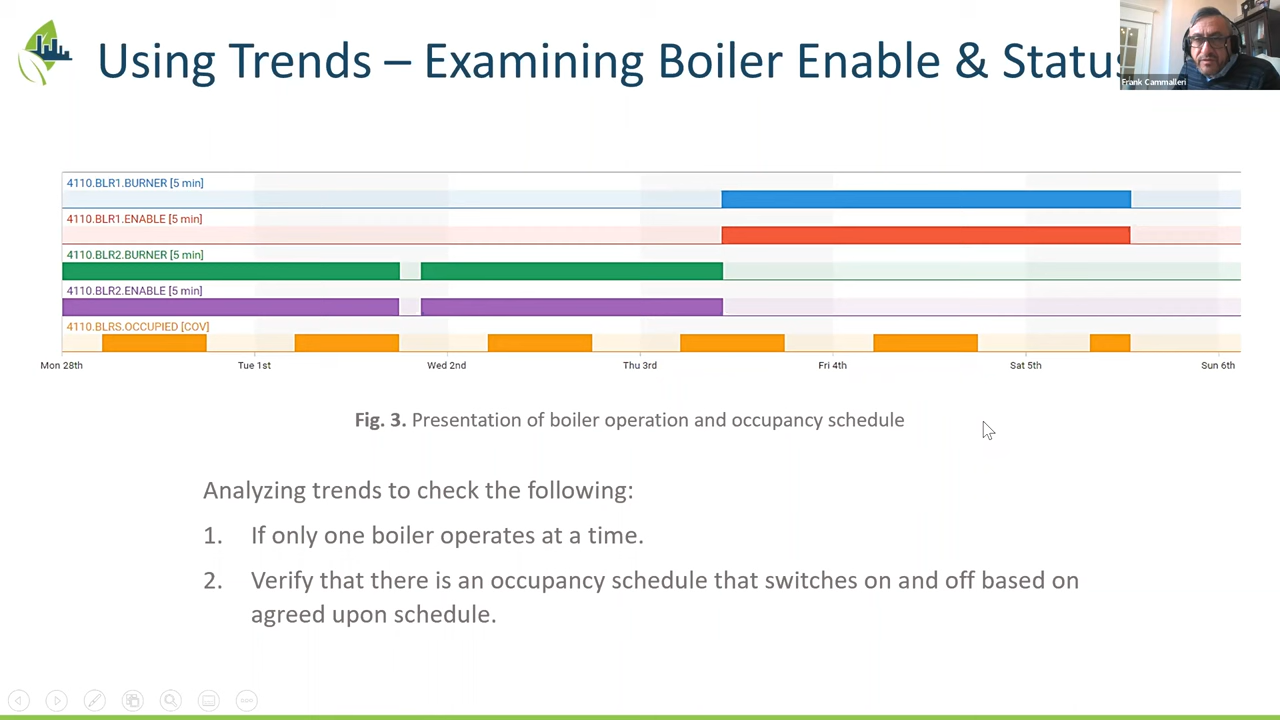 Using Trends – Examining Boiler Enable & Status
Frank Cammalleri
4110.BLR1.BURNER [5 min]
4110.BLR1.ENABLE [5 min]
4110.BLR2.BURNER [5 min]
4110.BLR2.ENABLE [5 min]
4110.BLRS.OCCUPIED [COV]
Mon 28th Tue 1st Wed 2nd Thu 3rd Fri 4th Sat 5th Sun 6th
Fig. 3. Presentation of boiler operation and occupancy schedule
Analyzing trends to check the following:
1. If only one boiler operates at a time.
2. Verify that there is an occupancy schedule that switches on and off based on
agreed upon schedule.